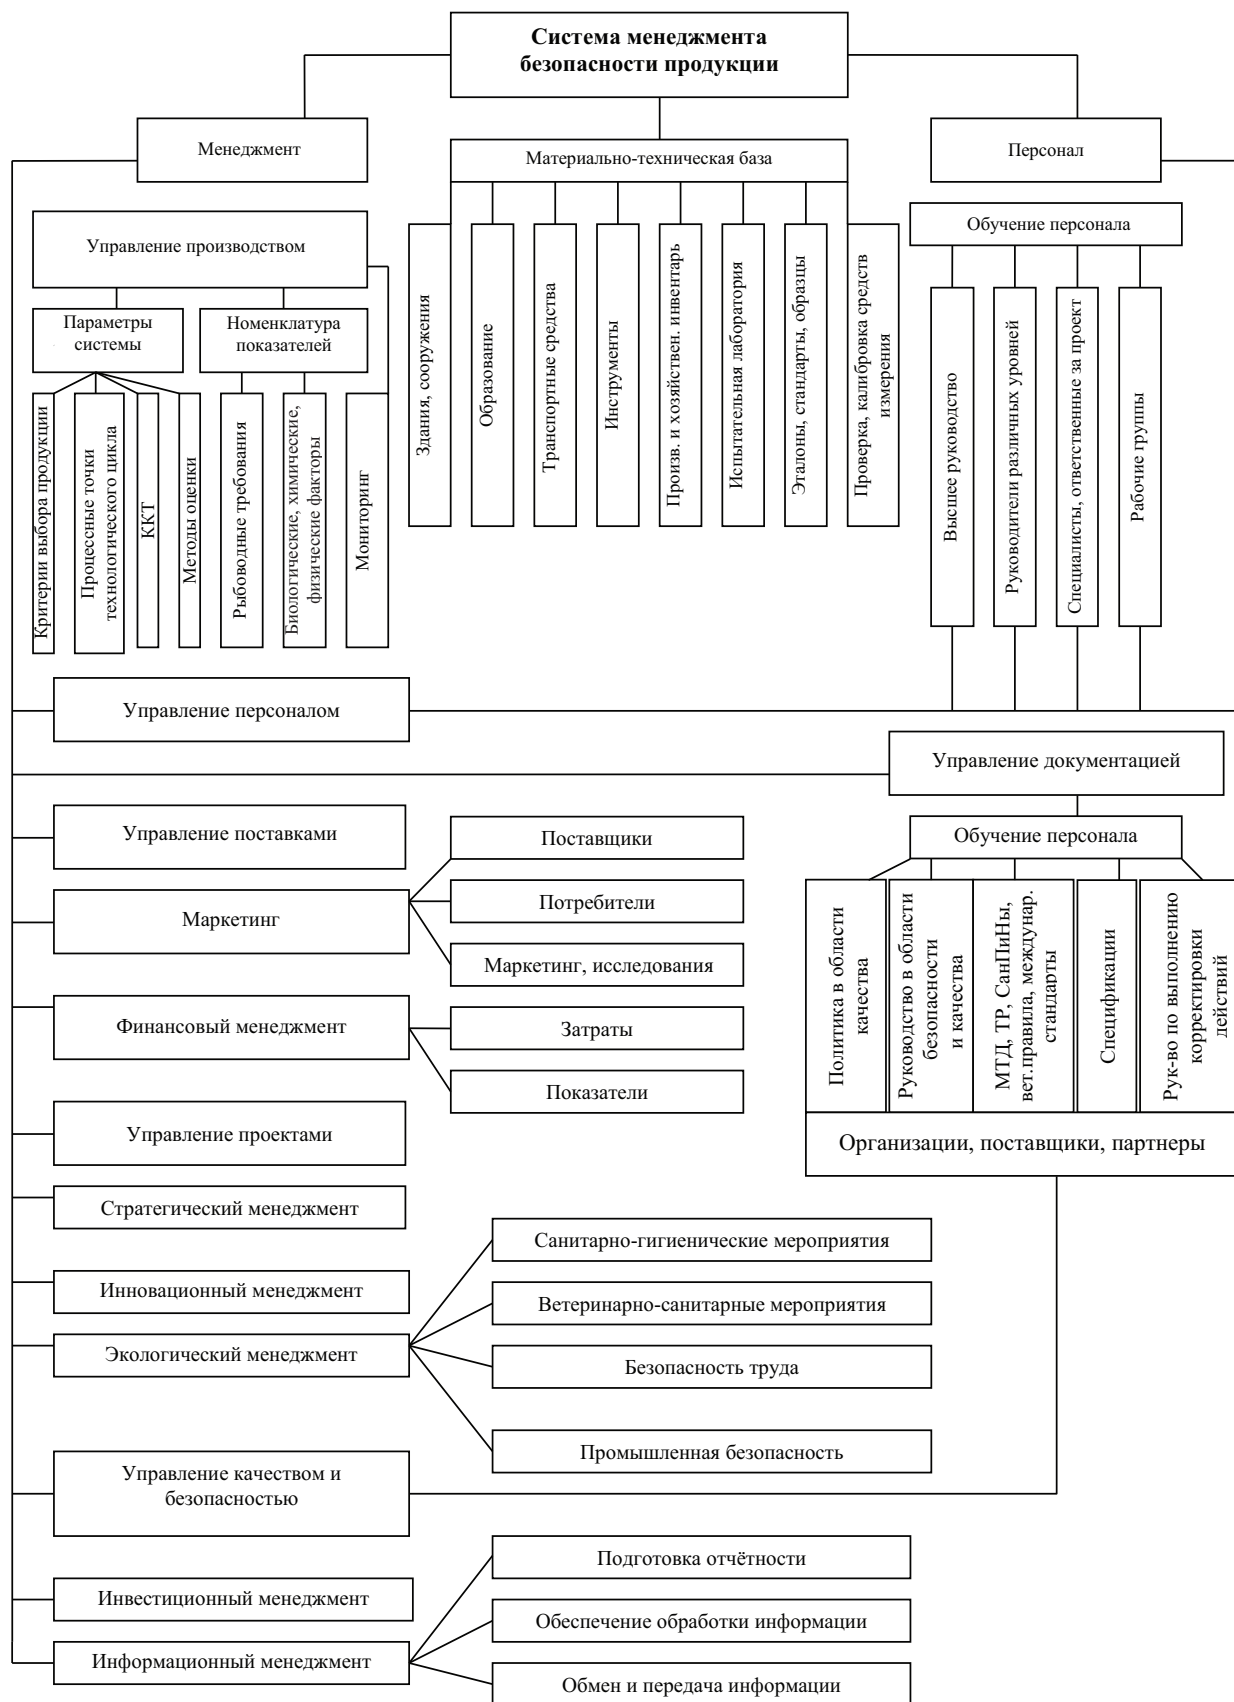 Система менеджмента
безопасности продукции
Менеджмент
Материально-техническая база
Персонал
Управление производством
Обучение персонала
Параметры
системы
Номенклатура
показателей
Критерии выбора продукции
Процессные точки
технологического цикла
ККТ
Методы оценки
Рыбоводные требования
Биологические, химические,
физические факторы
Мониторинг
Здания, сооружения
Образование
Транспортные средства
Инструменты
Произв. и хозяйствен. инвентарь
Испытательная лаборатория
Эталоны, стандарты, образцы
Проверка, калибровка средств
измерения
Высшее руководство
Руководители различных уровней
Специалисты, ответственные за проект
Рабочие группы
Управление персоналом
Управление документацией
Управление поставками
Поставщики
Обучение персонала
Маркетинг
Потребители
Маркетинг, исследования
Политика в области
качества
Руководство в области
безопасности
и качества
МТД, ТР, СанПиНы,
вет.правила, междунар.
стандарты
Спецификации
Рук-во по выполнению
корректировки
действий
Финансовый менеджмент
Затраты
Показатели
Управление проектами
Организации, поставщики, партнеры
Стратегический менеджмент
Санитарно-гигиенические мероприятия
Инновационный менеджмент
Ветеринарно-санитарные мероприятия
Экологический менеджмент
Безопасность труда
Промышленная безопасность
Управление качеством и
безопасностью
Подготовка отчётности
Инвестиционный менеджмент
Обеспечение обработки информации
Информационный менеджмент
Обмен и передача информации